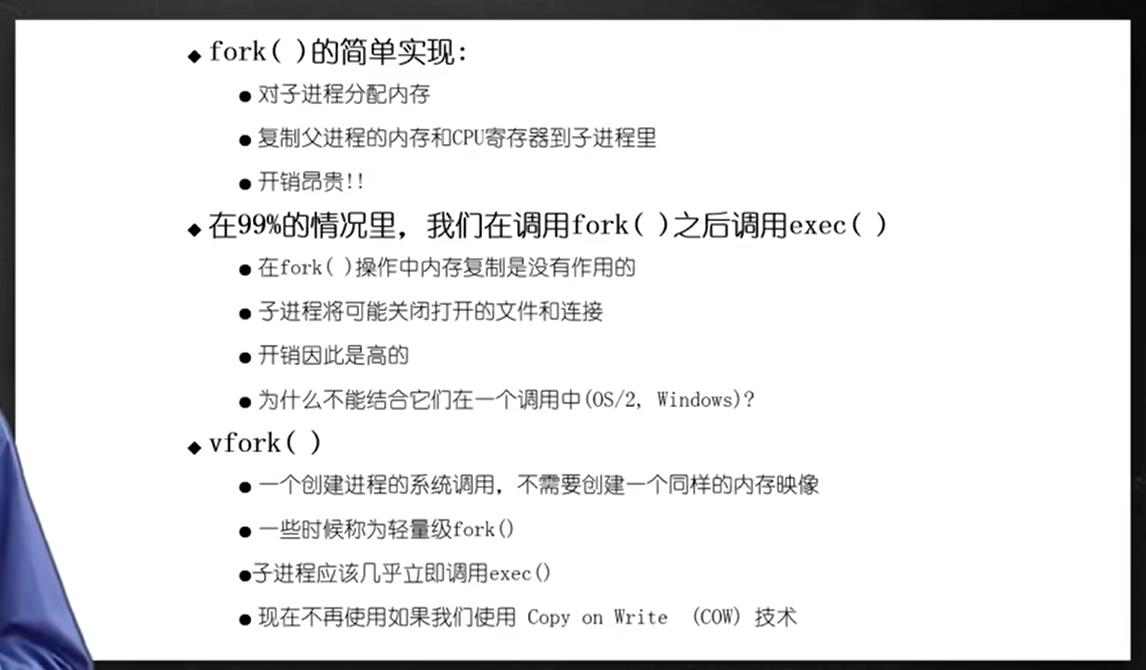 ◆ fork( )的简单实现:
● 对子进程分配内存
● 复制父进程的内存和CPU寄存器到子进程里
● 开销昂贵!!
◆ 在99%的情况里，我们在调用fork( )之后调用exec( )
● 在fork( )操作中内存复制是没有作用的
● 子进程将可能关闭打开的文件和连接
● 开销因此是高的
● 为什么不能结合它们在一个调用中(OS/2, Windows)?
◆ vfork( )
● 一个创建进程的系统调用，不需要创建一个同样的内存映像
● 一些时候称为轻量级fork()
●子进程应该几乎立即调用exec()
● 现在不再使用如果我们使用 Copy on Write （COW）技术